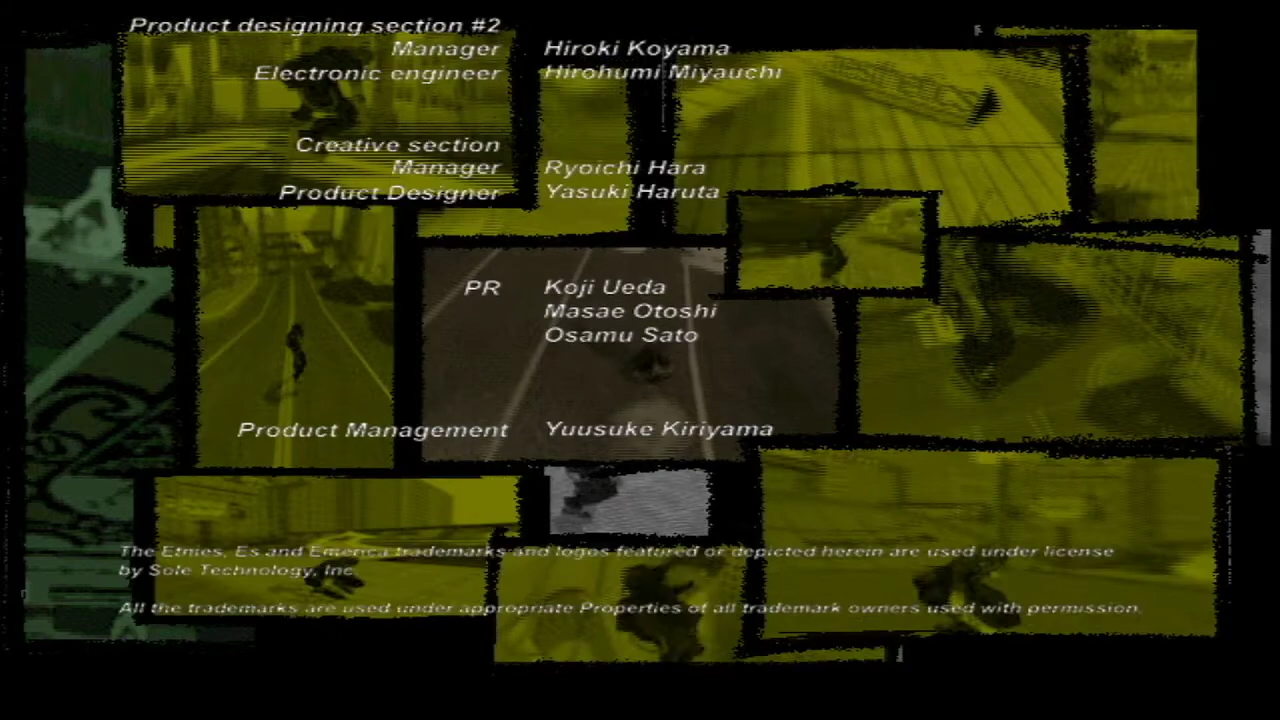 Product designing section #2
Manager Hiroki Koyama
Electronic engineer Hirohumi Miyauchi
Creative section
Manager Ryoichi Hara
Product Designer Yasuki Haruta
PR Koji Ueda
Masae Otoshi
Osamu Sato
Product Management Yuusuke Kiriyama
The Etnies, Es and Emerica trademarks and logos featured or depicted herein are used under license
by Sole Technology, Inc.
All the trademarks are used under appropriate Properties of all trademark owners used with permission.